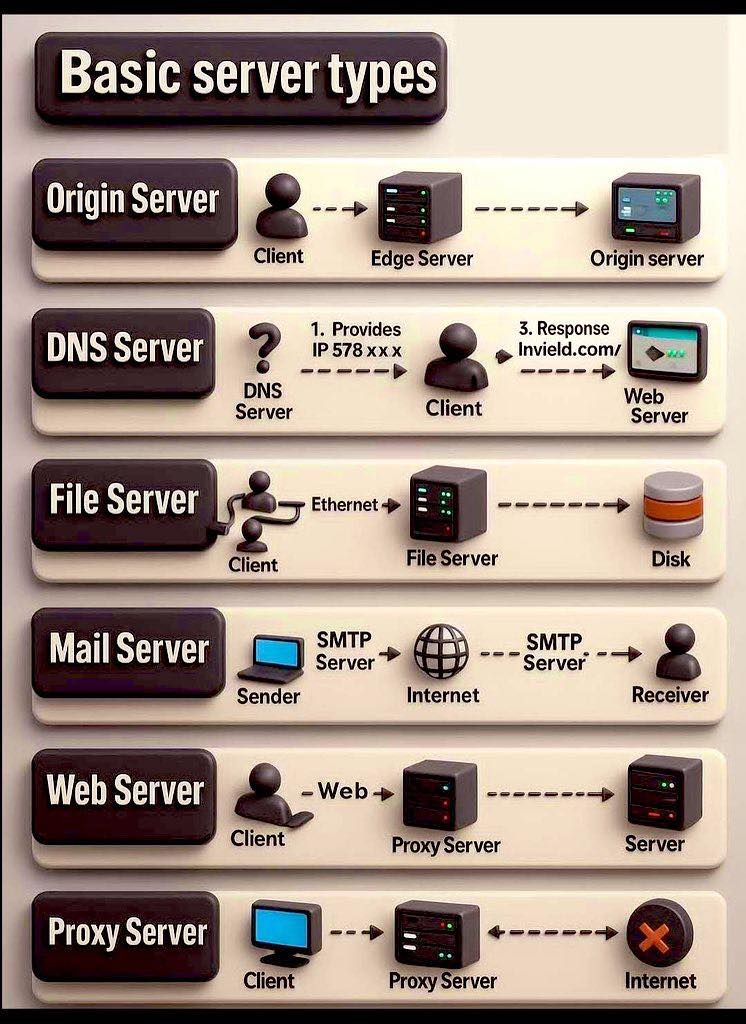 Basic server types
Origin Server
Client
Edge Server
Origin server
DNS Server
DNS
Server
1. Provides
IP 578 x x x
Client
3. Response
Invield.com/
Web
Server
File Server
Client
Ethernet
File Server
Disk
Mail Server
Sender
SMTP
Server
Internet
SMTP
Server
Receiver
Web Server
Client
Web
Proxy Server
Server
Proxy Server
Client
Proxy Server
Internet